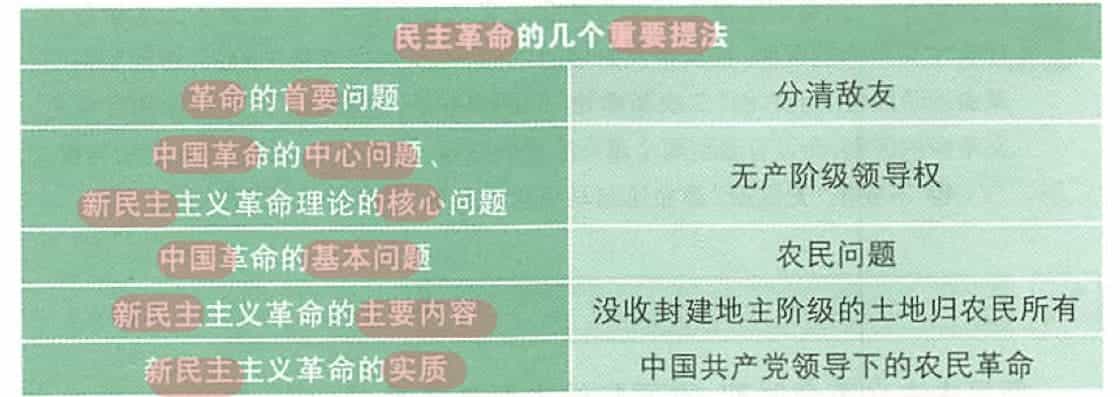 民主革命的几个重要提法
革命的首要问题
分清敌友
中国革命的中心问题、
新民主主义革命理论的核心问题
无产阶级领导权
中国革命的基本问题
农民问题
新民主主义革命的主要内容
没收封建地主阶级的土地归农民所有
新民主主义革命的实质
中国共产党领导下的农民革命